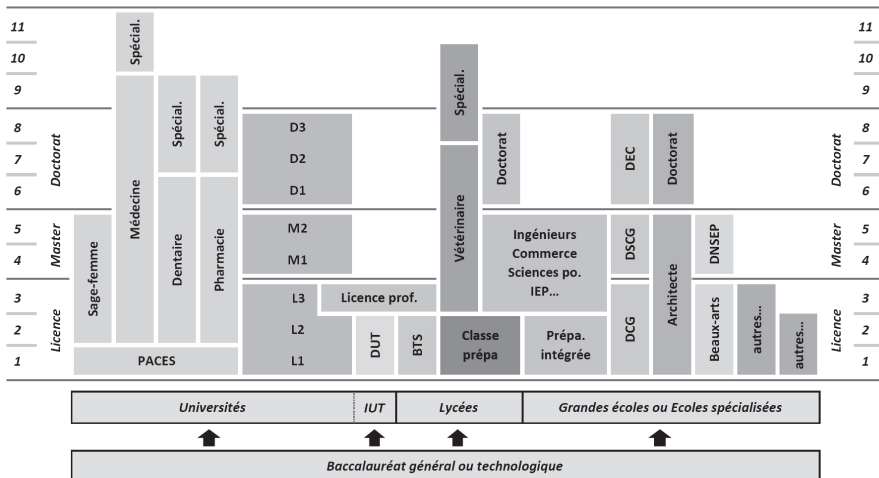 11
10
9
8
7
6
5
4
3
2
1
Doctorat
Master
Licence
Sage-femme
Spécial.
Médecine
Spécial.
Dentaire
Spécial.
Pharmacie
PACES
D3
D2
D1
M2
M1
L3
L2
L1
Licence prof.
DUT
BTS
Spécial.
Vétérinaire
Classe
prépa
Doctorat
Ingénieurs
Commerce
Sciences po.
IEP...
Prépa.
intégrée
DEC
DSCG
DCG
Doctorat
Architecte
DNSEP
Beaux-arts
autres...
autres...
Doctorat
Master
Licence
11
10
9
8
7
6
5
4
3
2
1
Universités
IUT
Lycées
Grandes écoles ou Ecoles spécialisées
Baccalauréat général ou technologique